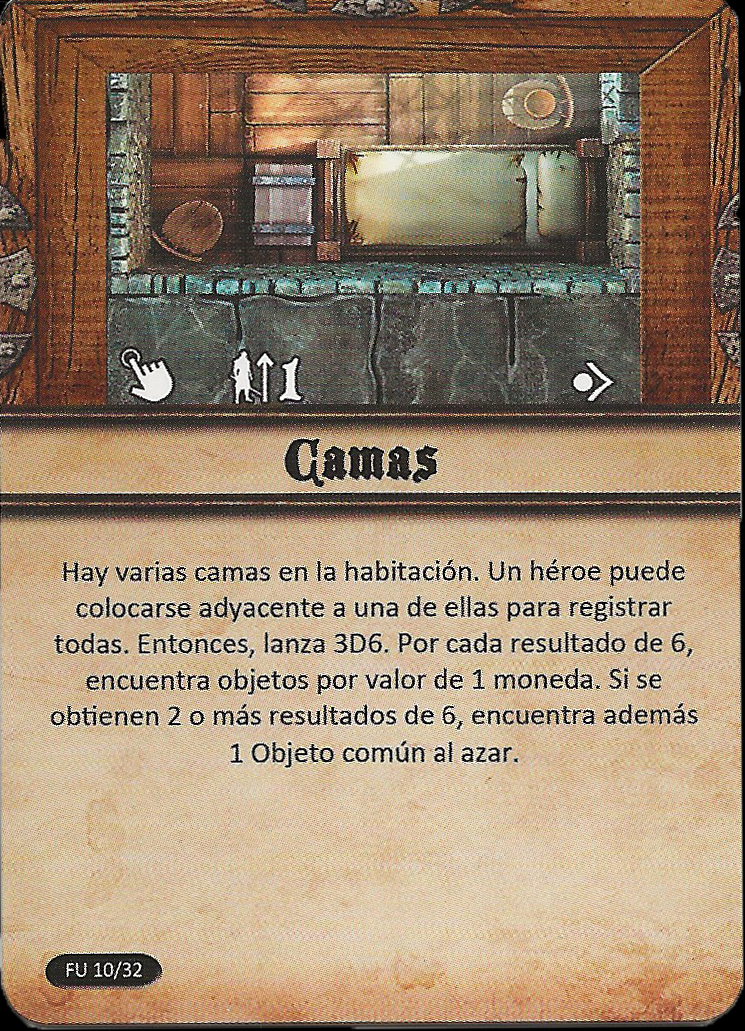 1
Camas
Hay varias camas en la habitación. Un héroe puede
colocarse adyacente a una de ellas para registrar
todas. Entonces, lanza 3D6. Por cada resultado de 6,
encuentra objetos por valor de 1 moneda. Si se
obtienen 2 o más resultados de 6, encuentra además
1 Objeto común al azar.
FU 10/32